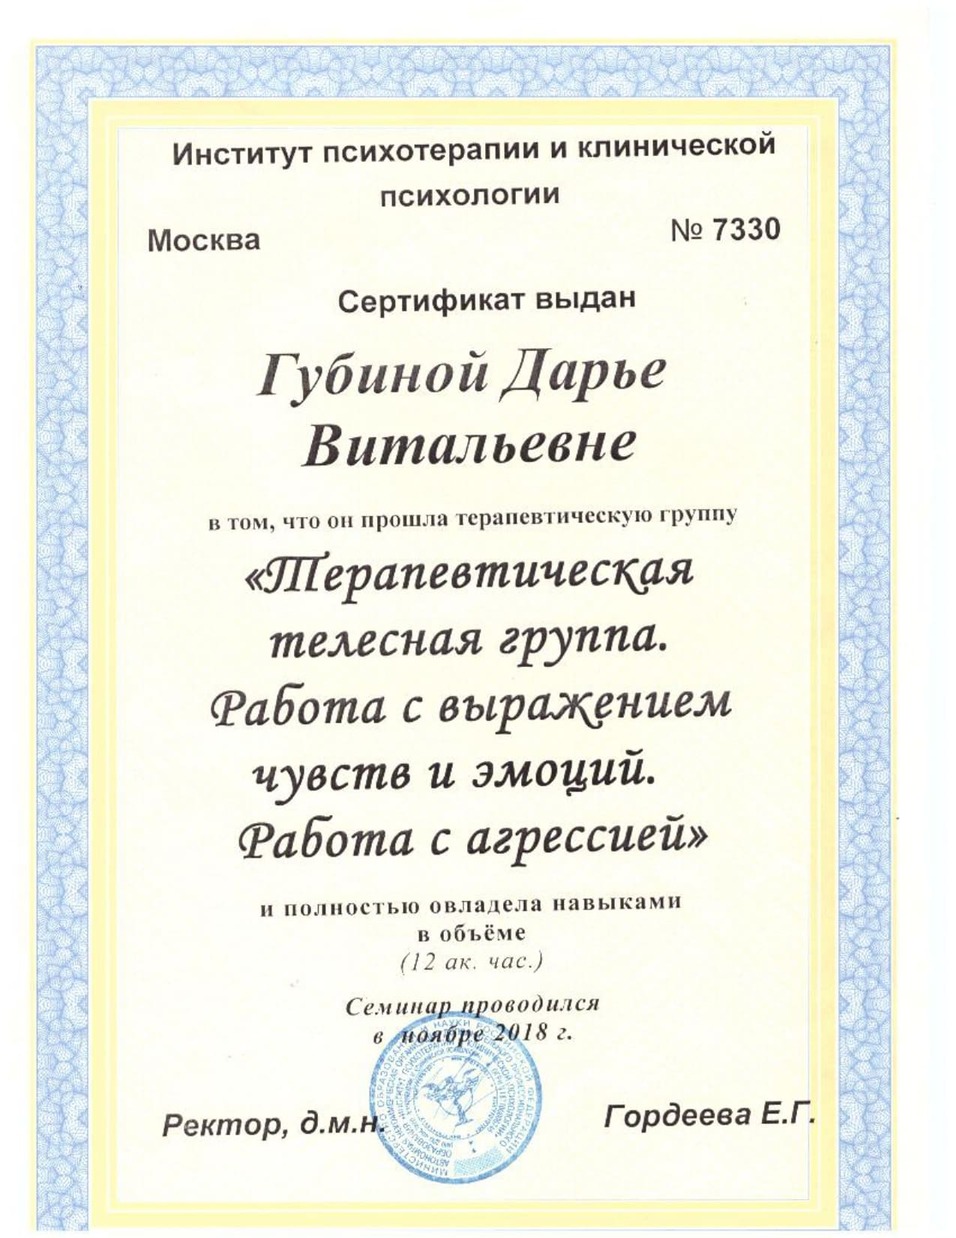 Институт психотерапии и клинической
психологии
Москва
№ 7330
Сертификат выдан
Губиной Дарье
Витальевне
в том, что он прошла терапевтическую группу
«Терапевтическая
телесная группа.
Работа с выражением
чувств и эмоций.
Работа с агрессией»
и полностью овладела навыками
в объёме
(12 ак. час.)
Семинар проводился
в ноябре 2018 г.
Ректор, д.м.н.
Гордеева Е.Г.